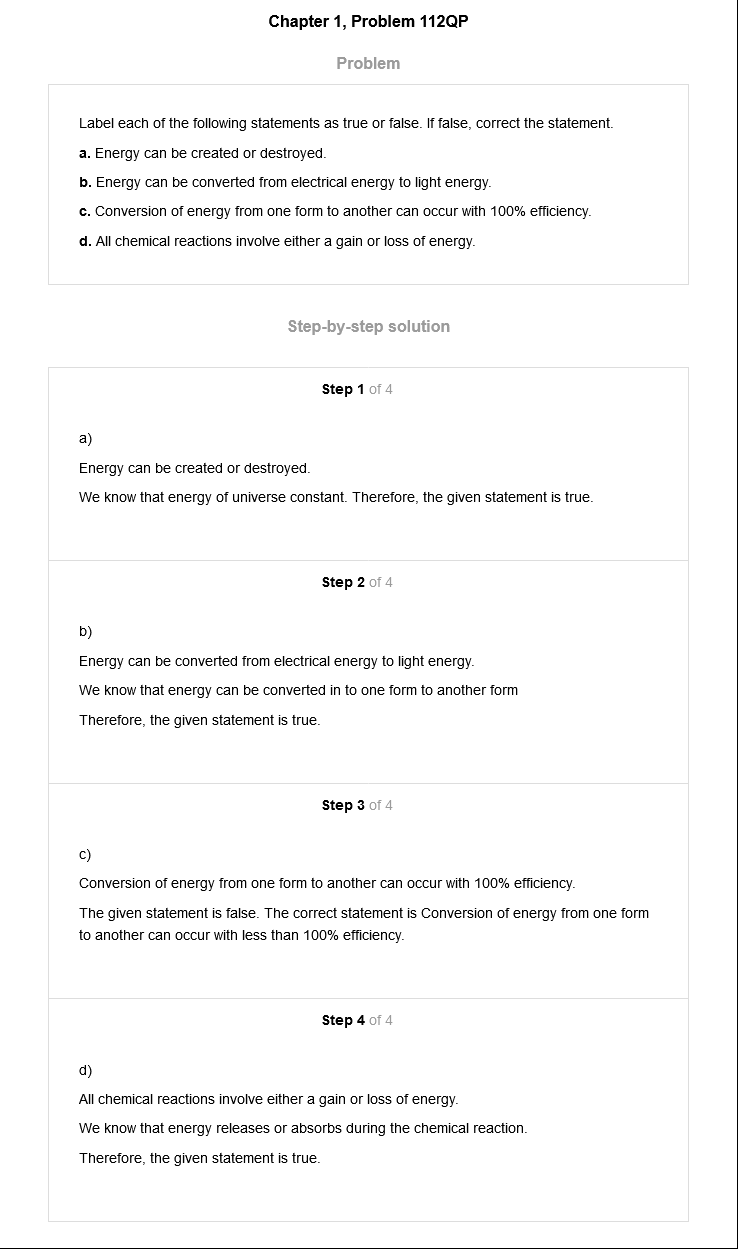 Chapter 1, Problem 112QP
Problem
Label each of the following statements as true or false. If false, correct the statement.
a. Energy can be created or destroyed.
b. Energy can be converted from electrical energy to light energy.
c. Conversion of energy from one form to another can occur with 100% efficiency.
d. All chemical reactions involve either a gain or loss of energy.
Step-by-step solution
Step 1 of 4
a)
Energy can be created or destroyed.
We know that energy of universe constant. Therefore, the given statement is true.
Step 2 of 4
b)
Energy can be converted from electrical energy to light energy.
We know that energy can be converted in to one form to another form
Therefore, the given statement is true.
Step 3 of 4
c)
Conversion of energy from one form to another can occur with 100% efficiency.
The given statement is false. The correct statement is Conversion of energy from one form
to another can occur with less than 100% efficiency.
Step 4 of 4
d)
All chemical reactions involve either a gain or loss of energy.
We know that energy releases or absorbs during the chemical reaction.
Therefore, the given statement is true.